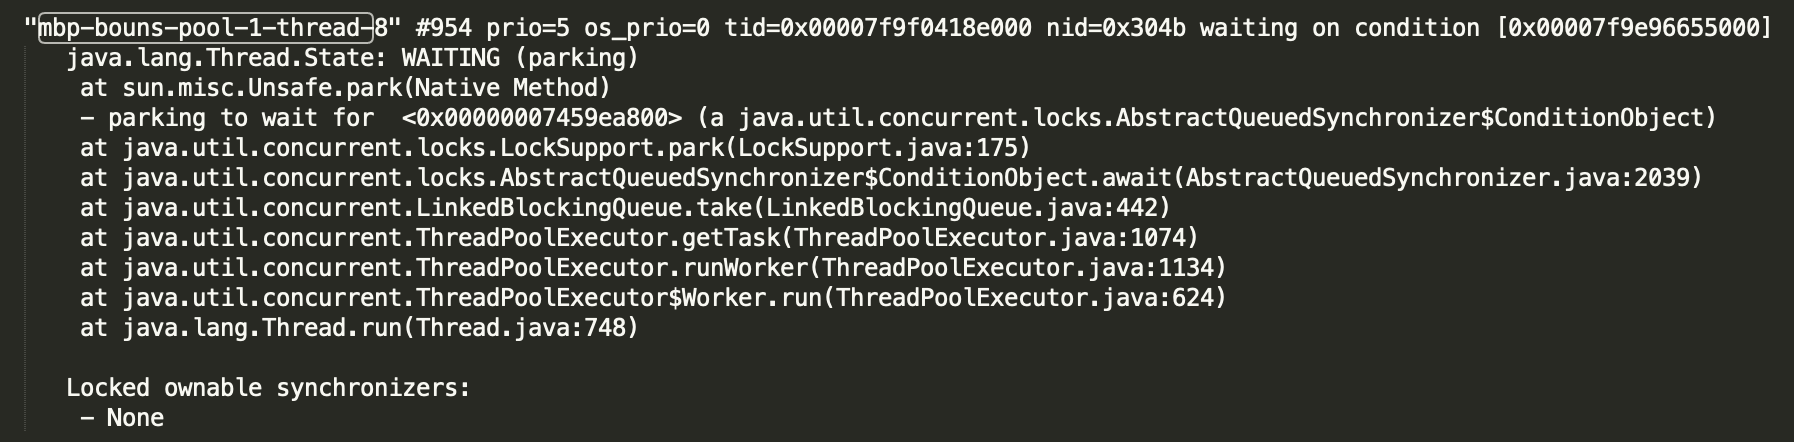 "mbp-bouns-pool-1-thread-8" #954 prio=5 os_prio=0 tid=0x00007f9f0418e000 nid=0x304b waiting on condition [0x00007f9e96655000]
java.lang.Thread.State: WAITING (parking)
at sun.misc.Unsafe.park(Native Method)
- parking to wait for  <0x00000007459ea800> (a java.util.concurrent.locks.AbstractQueuedSynchronizer$ConditionObject)
at java.util.concurrent.locks.LockSupport.park(LockSupport.java:175)
at java.util.concurrent.locks.AbstractQueuedSynchronizer$ConditionObject.await(AbstractQueuedSynchronizer.java:2039)
at java.util.concurrent.LinkedBlockingQueue.take(LinkedBlockingQueue.java:442)
at java.util.concurrent.ThreadPoolExecutor.getTask(ThreadPoolExecutor.java:1074)
at java.util.concurrent.ThreadPoolExecutor.runWorker(ThreadPoolExecutor.java:1134)
at java.util.concurrent.ThreadPoolExecutor$Worker.run(ThreadPoolExecutor.java:624)
at java.lang.Thread.run(Thread.java:748)
Locked ownable synchronizers:
- None